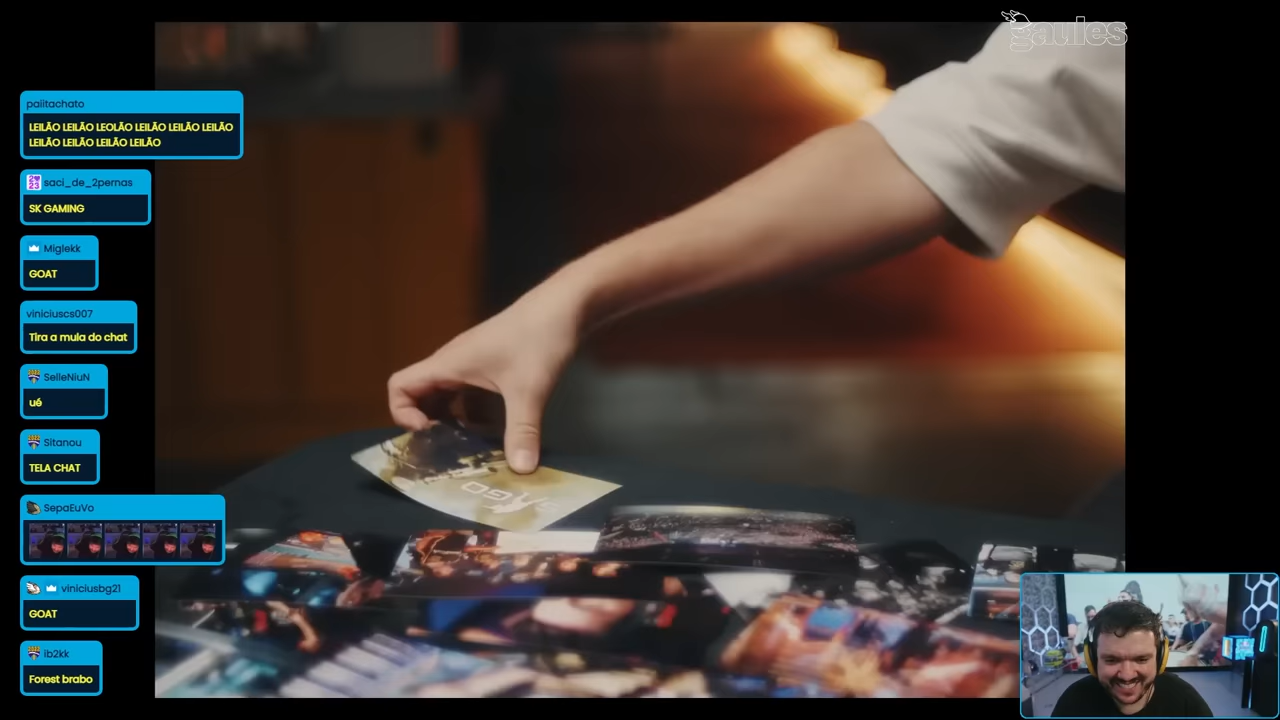 gaules
paiitachato
LEILÃO LEILÃO LEOLÃO LEILÃO LEILÃO LEILÃO
LEILÃO LEILÃO LEILÃO LEILÃO
saci_de_2pernas
SK GAMING
Miglekk
GOAT
viniciuscs007
Tira a mula do chat
SelleNiuN
ué
Sitanou
TELA CHAT
SepaEuVo
viniciusbg21
GOAT
lb2kk
Forest brabo